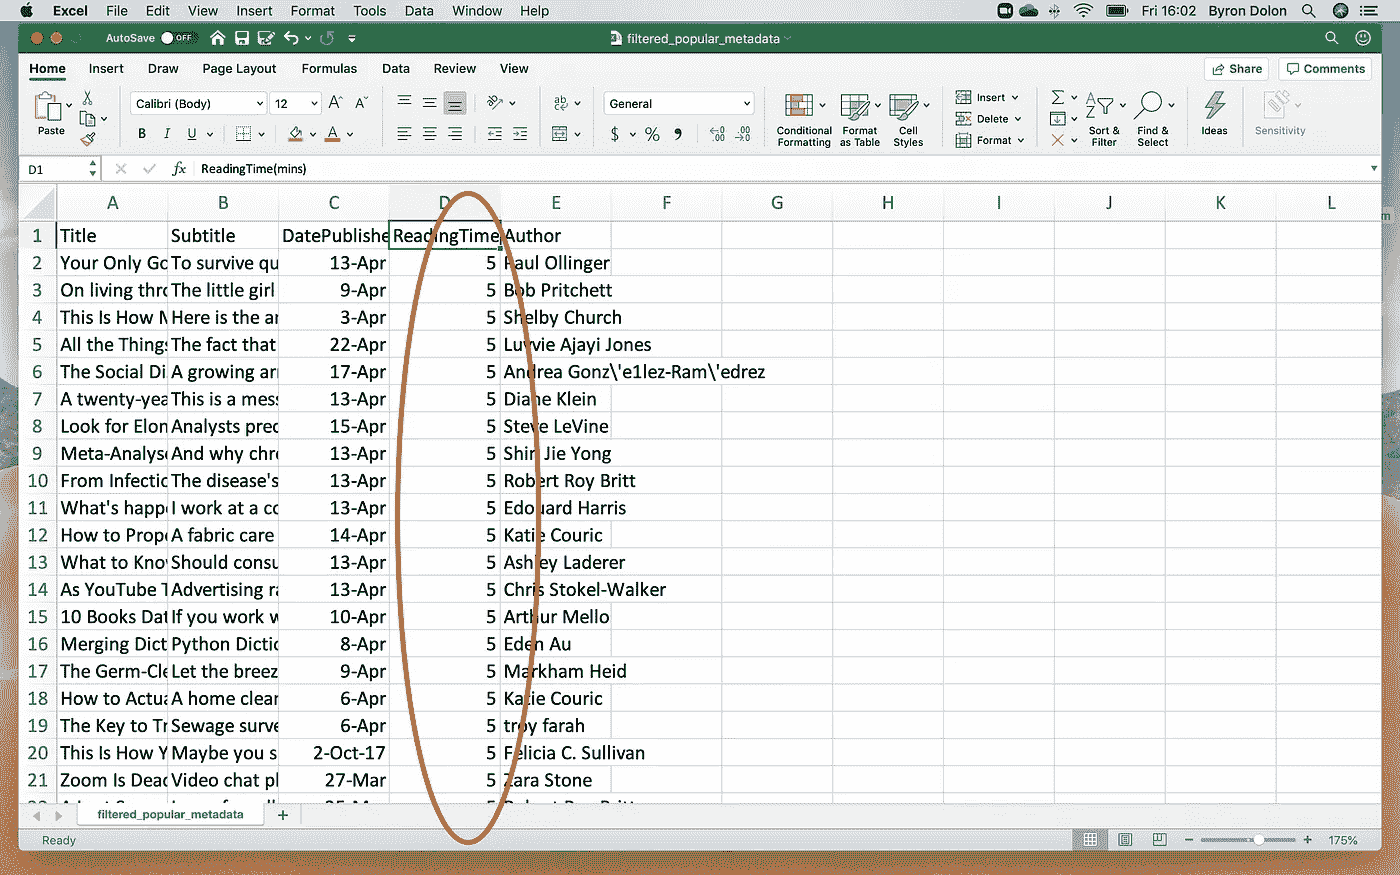 Excel File Edit View Insert Format Tools Data Window Help Fri 16:02 Byron Dolon
AutoSave OFF filtered_popular_metadata
Home Insert Draw Page Layout Formulas Data Review View Share Comments
Paste Calibri (Body) 12 A A General Insert
B I U A ab $ % Delete
Conditional Formatting Format as Table Cell Styles Format Sort & Filter Find & Select Ideas Sensitivity
D1 fx ReadingTime(mins)
A B C D E F G H I J K L
1 Title Subtitle DatePublishe ReadingTime Author
2 Your Only Go To survive qu 13-Apr 5 Paul Ollinger
3 On living thro The little girl 9-Apr 5 Bob Pritchett
4 This Is How M Here is the ar 3-Apr 5 Shelby Church
5 All the Things The fact that 22-Apr 5 Luvvie Ajayi Jones
6 The Social Di A growing arr 17-Apr 5 Andrea Gonz\'e1lez-Ram\'edrez
7 A twenty-yea This is a mess 13-Apr 5 Diane Klein
8 Look for Elon Analysts prec 15-Apr 5 Steve LeVine
9 Meta-Analyse And why chro 13-Apr 5 Shin Jie Yong
10 From Infectic The disease's 13-Apr 5 Robert Roy Britt
11 What's happe I work at a co 13-Apr 5 Edouard Harris
12 How to Prope A fabric care 14-Apr 5 Katie Couric
13 What to Know Should consu 13-Apr 5 Ashley Laderer
14 As YouTube T Advertising ra 13-Apr 5 Chris Stokel-Walker
15 10 Books Dat If you work w 10-Apr 5 Arthur Mello
16 Merging Dict Python Dictic 8-Apr 5 Eden Au
17 The Germ-Cle Let the breez 9-Apr 5 Markham Heid
18 How to Actua A home clear 6-Apr 5 Katie Couric
19 The Key to Tr Sewage surve 6-Apr 5 troy farah
20 This Is How Y Maybe you s 2-Oct-17 5 Felicia C. Sullivan
21 Zoom Is Dead Video chat pl 27-Mar 5 Zara Stone
filtered_popular_metadata +
Ready 175%